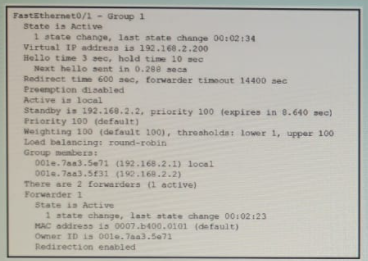 FastEthernet0/1 - Group 1
State is Active
1 state change, last state change 00:02:34
Virtual IP address is 192.168.2.200
Hello time 3 sec, hold time 10 sec
Next hello sent in 0.288 secs
Redirect time 600 sec, forwarder timeout 14400 sec
Preemption disabled
Active is local
Standby is 192.168.2.2, priority 100 (expires in 8.640 sec)
Priority 100 (default)
Weighting 100 (default 100), thresholds: lower 1, upper 100
Load balancing: round-robin
Group members:
001e.7aa3.5e71 (192.168.2.1) local
001e.7aa3.5f31 (192.168.2.2)
There are 2 forwarders (1 active)
Forwarder 1
State is Active
1 state change, last state change 00:02:23
MAC address is 0007.b400.0101 (default)
Owner ID is 001e.7aa3.5e71
Redirection enabled